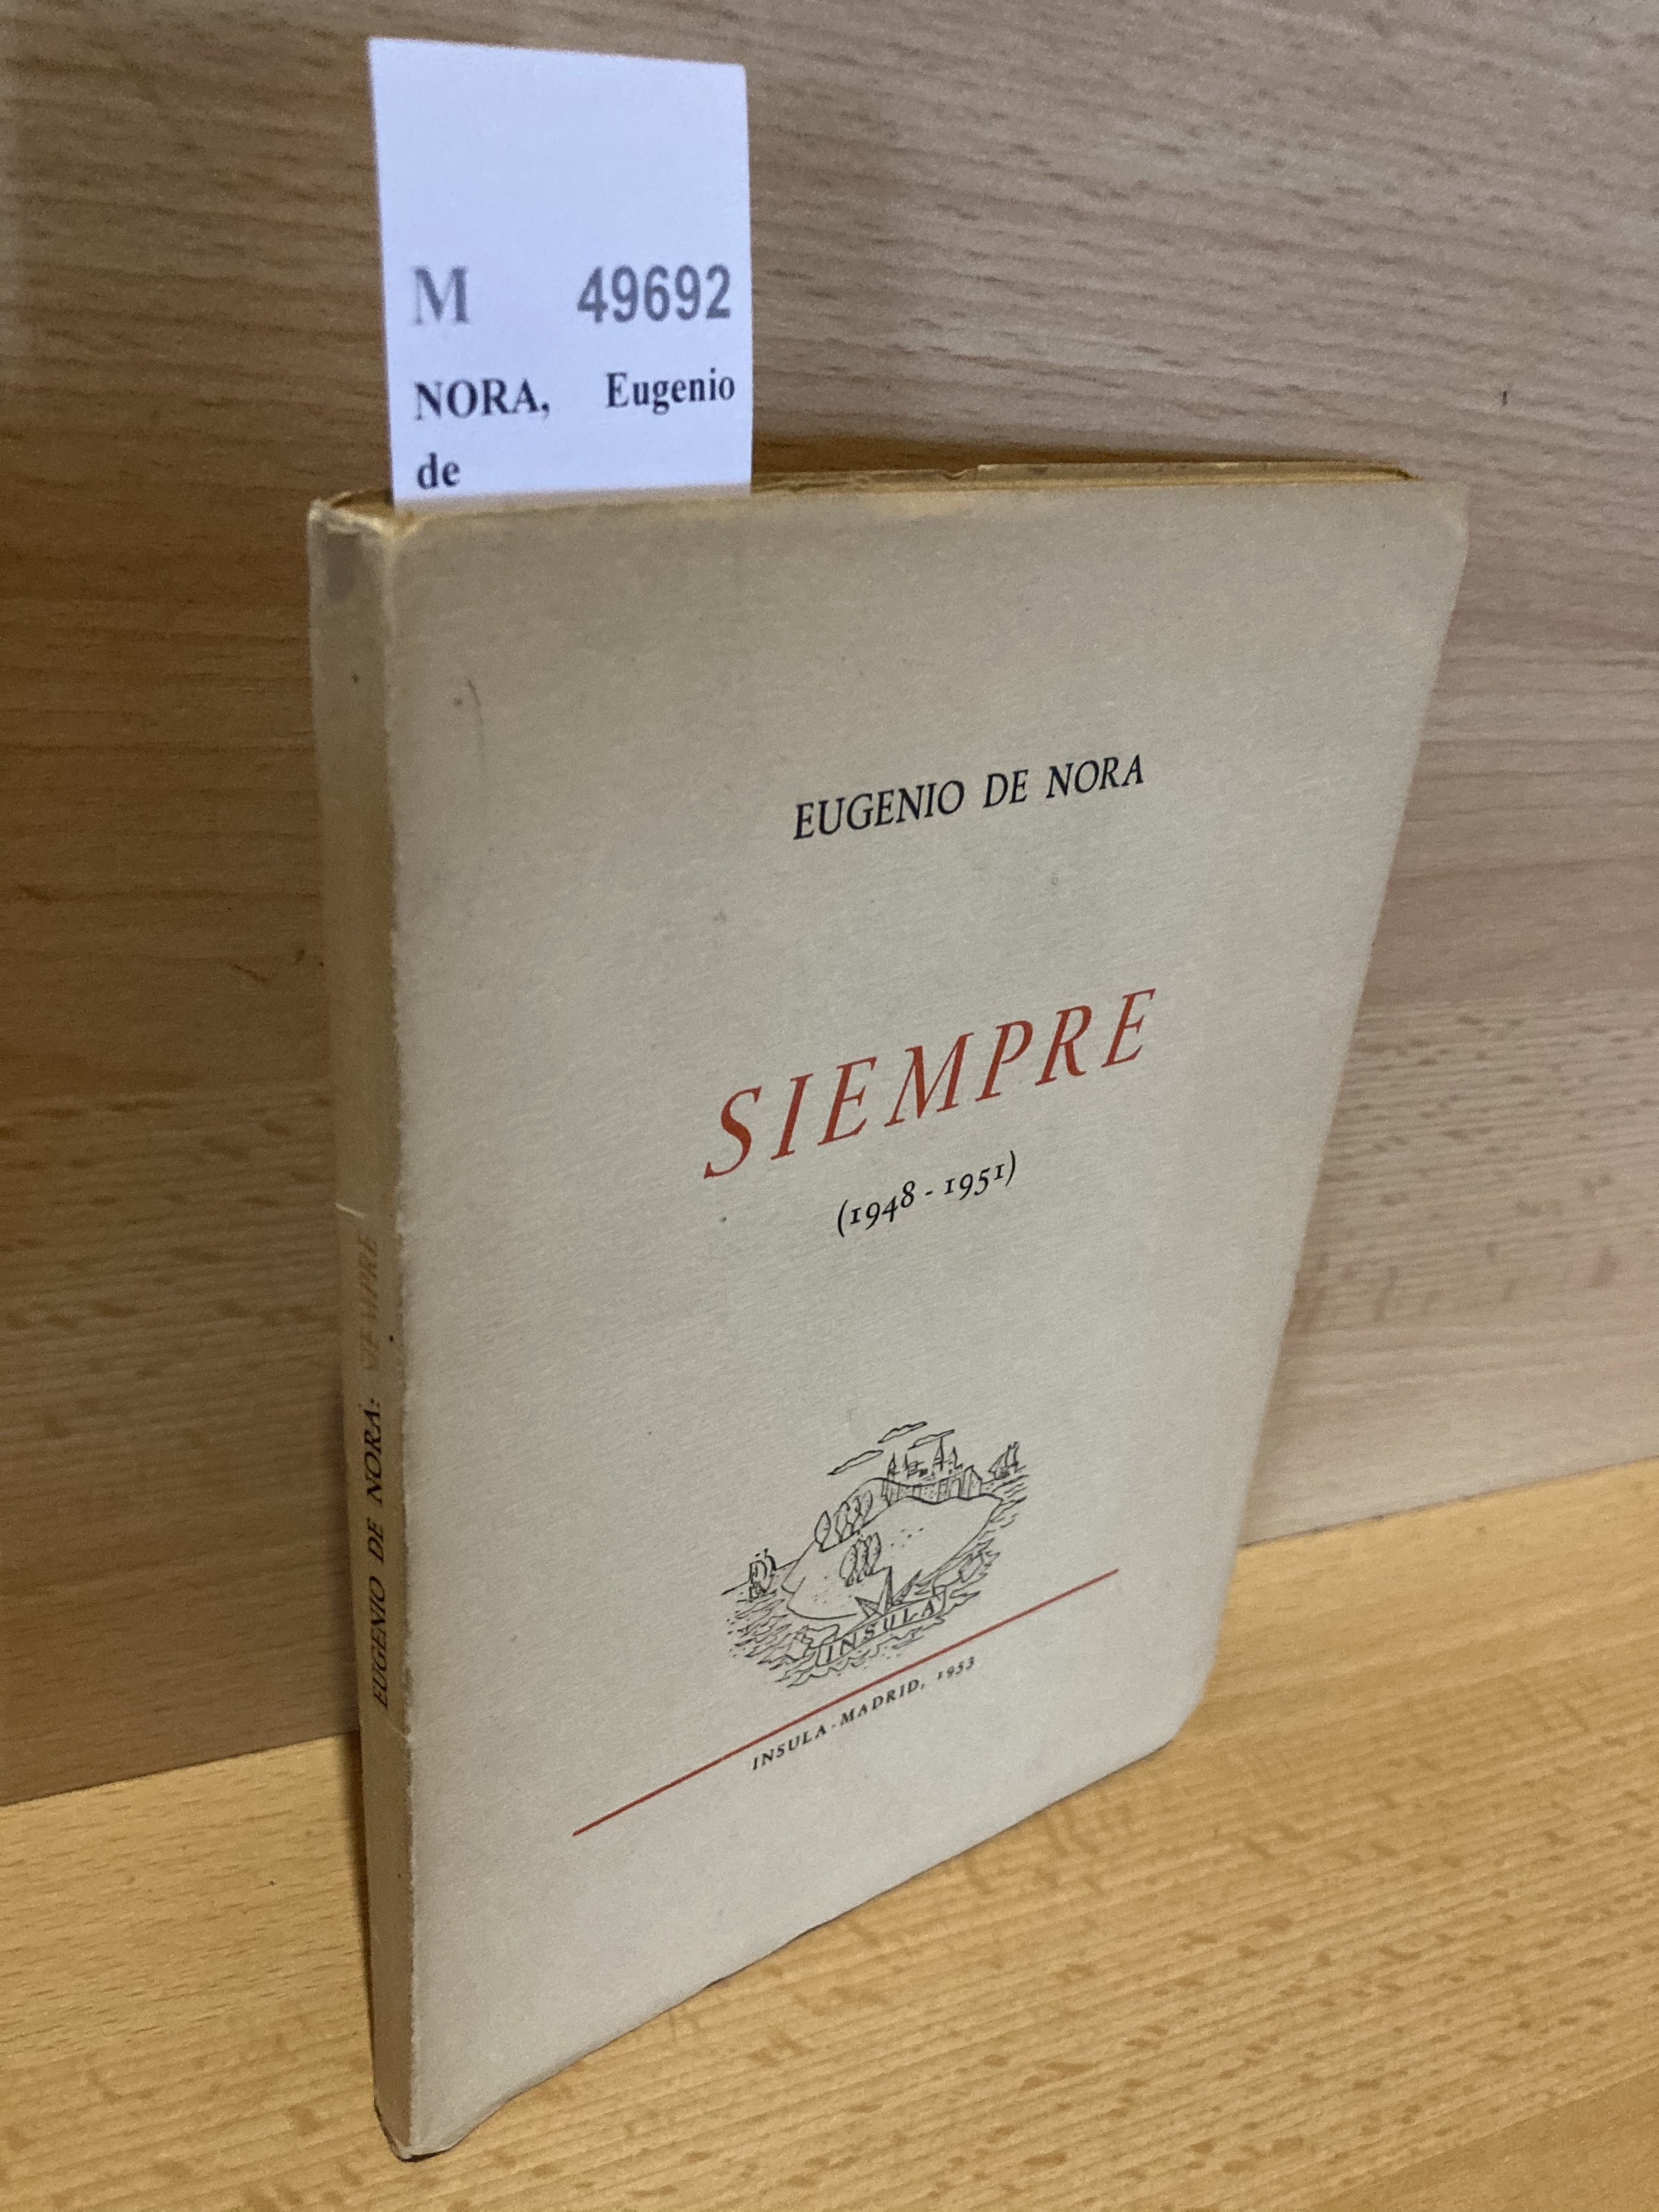 M 49692
NORA, Eugenio
de
EUGENIO DE NORA
SIEMPRE
(1948 - 1951)
INSULA
INSULA - MADRID, 1953
EUGENIO DE NORA: SIEMPRE